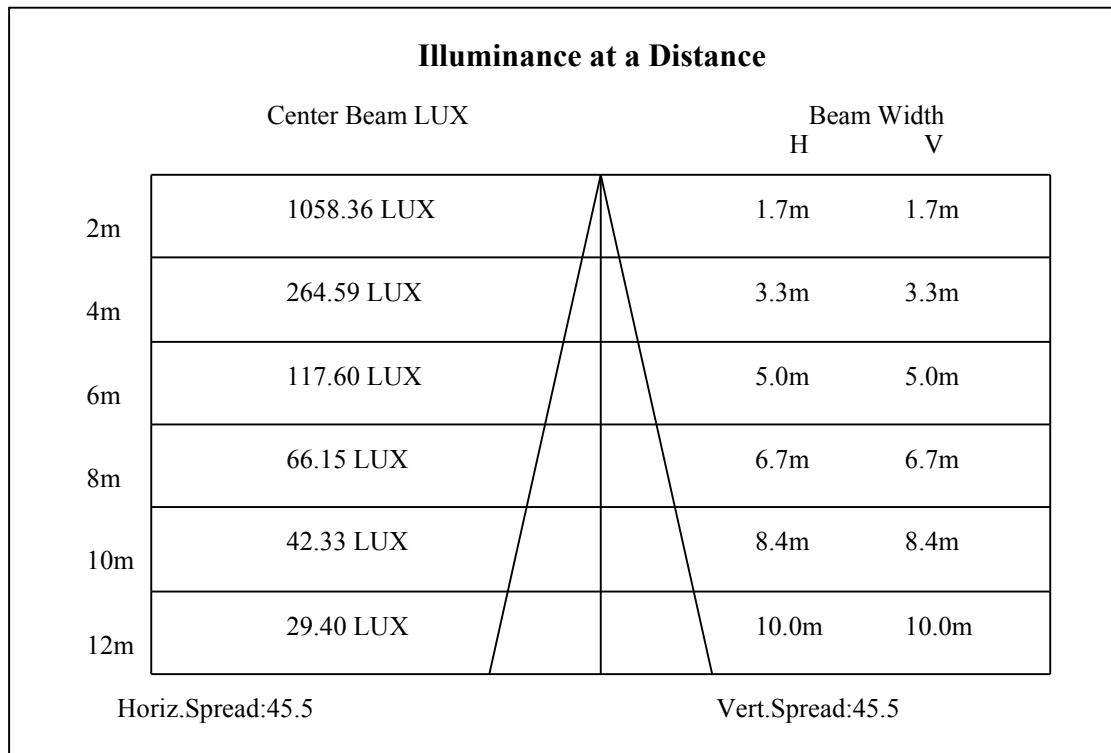 Illuminance at a Distance
Center Beam LUX Beam Width
H V
1058.36 LUX 1.7m 1.7m
2m
264.59 LUX 3.3m 3.3m
4m
117.60 LUX 5.0m 5.0m
6m
66.15 LUX 6.7m 6.7m
8m
42.33 LUX 8.4m 8.4m
10m
29.40 LUX 10.0m 10.0m
12m
Horiz.Spread:45.5 Vert.Spread:45.5